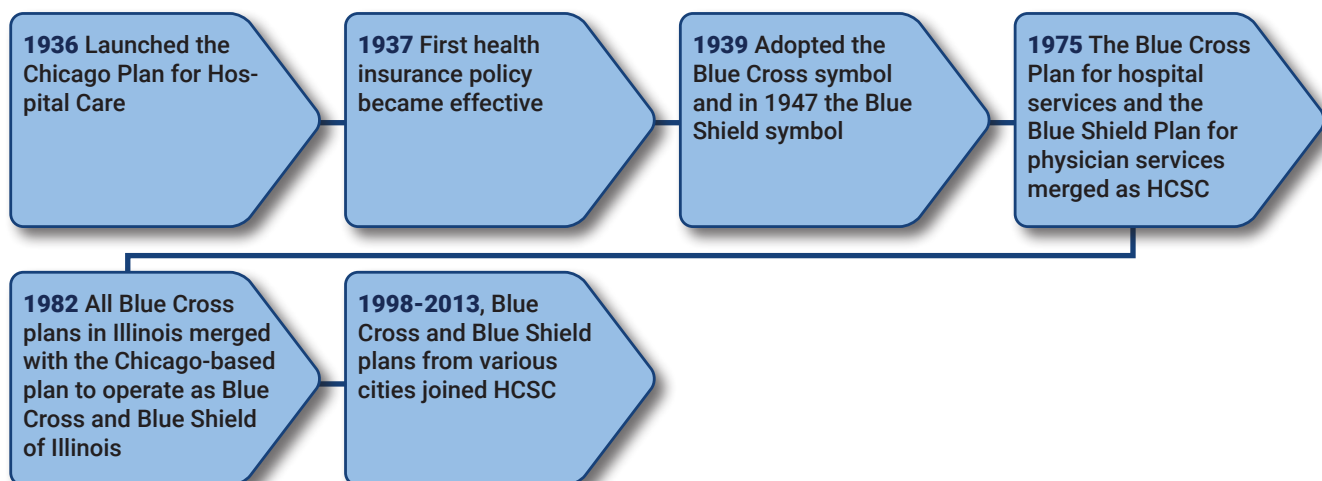 1936 Launched the
Chicago Plan for Hos-
pital Care
1937 First health
insurance policy
became effective
1939 Adopted the
Blue Cross symbol
and in 1947 the Blue
Shield symbol
1975 The Blue Cross
Plan for hospital
services and the
Blue Shield Plan for
physician services
merged as HCSC
1982 All Blue Cross
plans in Illinois merged
with the Chicago-based
plan to operate as Blue
Cross and Blue Shield
of Illinois
1998-2013, Blue
Cross and Blue Shield
plans from various
cities joined HCSC